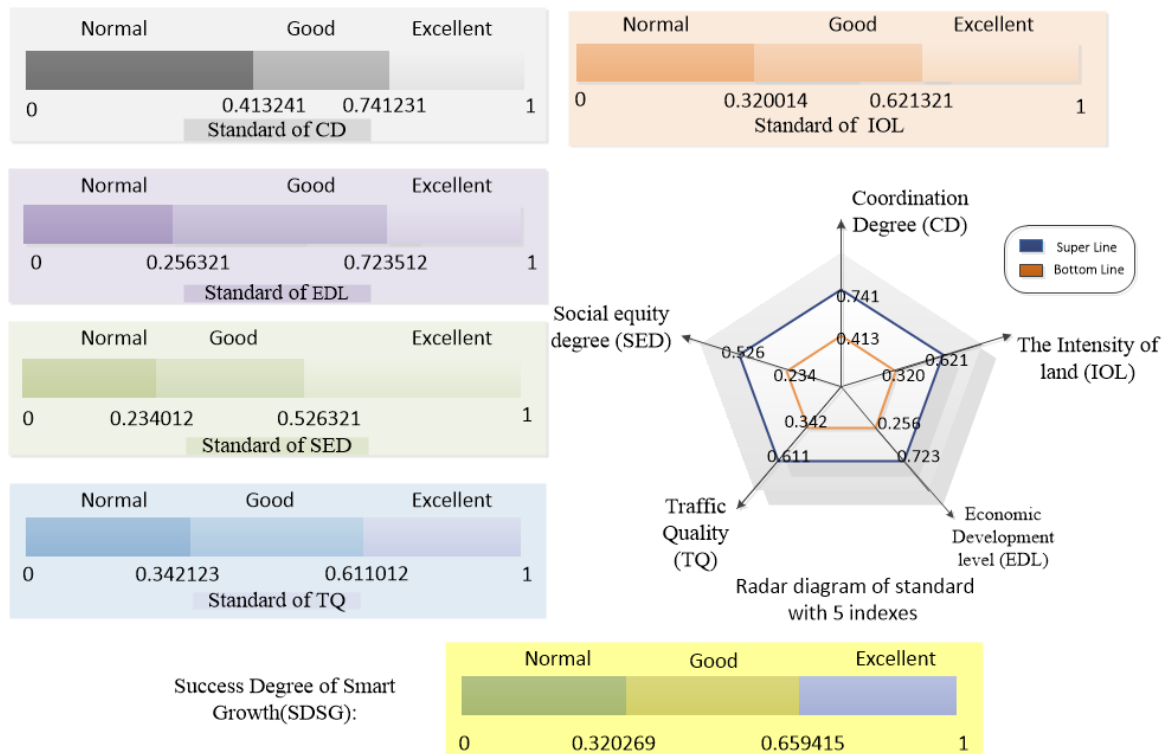 Normal Good Excellent
0 0.413241 0.741231 1
Standard of CD
Normal Good Excellent
0 0.320014 0.621321 1
Standard of IOL
Normal Good Excellent
0 0.256321 0.723512 1
Standard of EDL
Normal Good Excellent
0 0.234012 0.526321 1
Standard of SED
Normal Good Excellent
0 0.342123 0.611012 1
Standard of TQ
Coordination
Degree (CD)
Super Line
Bottom Line
Social equity
degree (SED)
The Intensity of
land (IOL)
0.741
0.413
0.526
0.621
0.234
0.320
0.342
0.256
0.611
0.723
Traffic
Quality
(TQ)
Economic
Development
level (EDL)
Radar diagram of standard
with 5 indexes
Success Degree of Smart
Growth(SDSG):
Normal Good Excellent
0 0.320269 0.659415 1